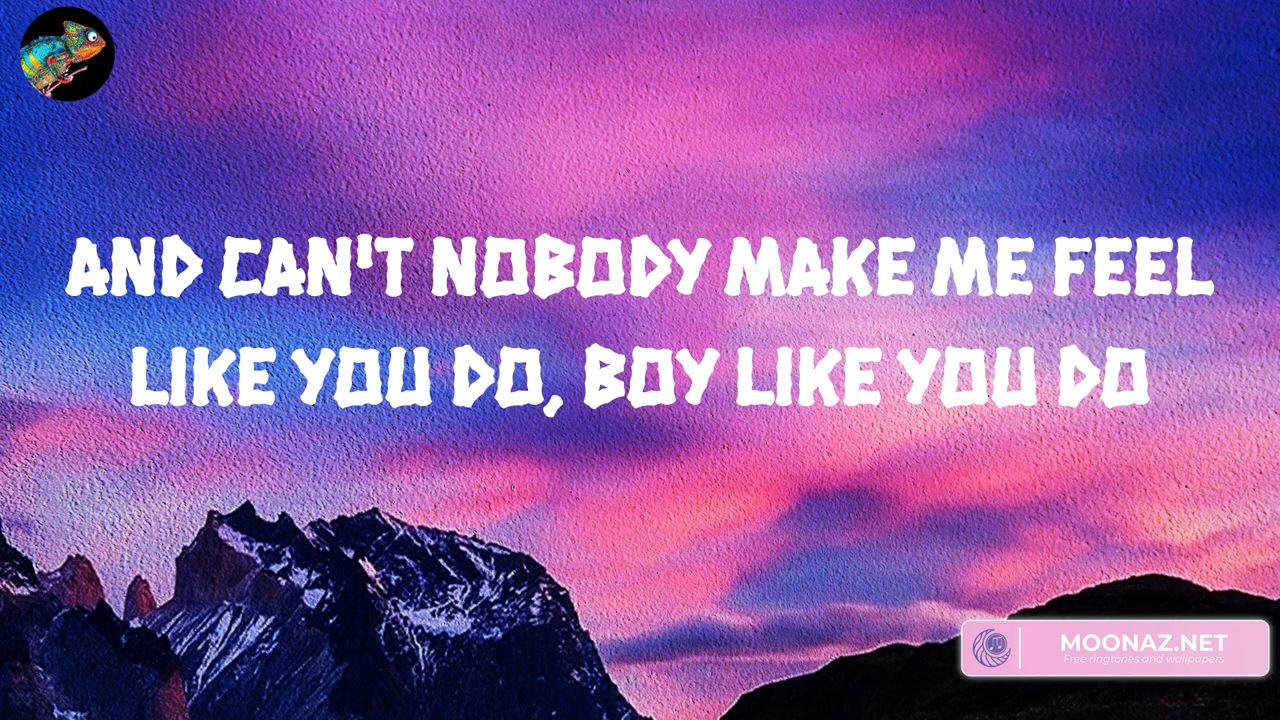 AND CAN'T NOBODY MAKE ME FEEL
LIKE YOU DO, BOY LIKE YOU DO
MOONAZ.NET
Free ringtones and wallpapers